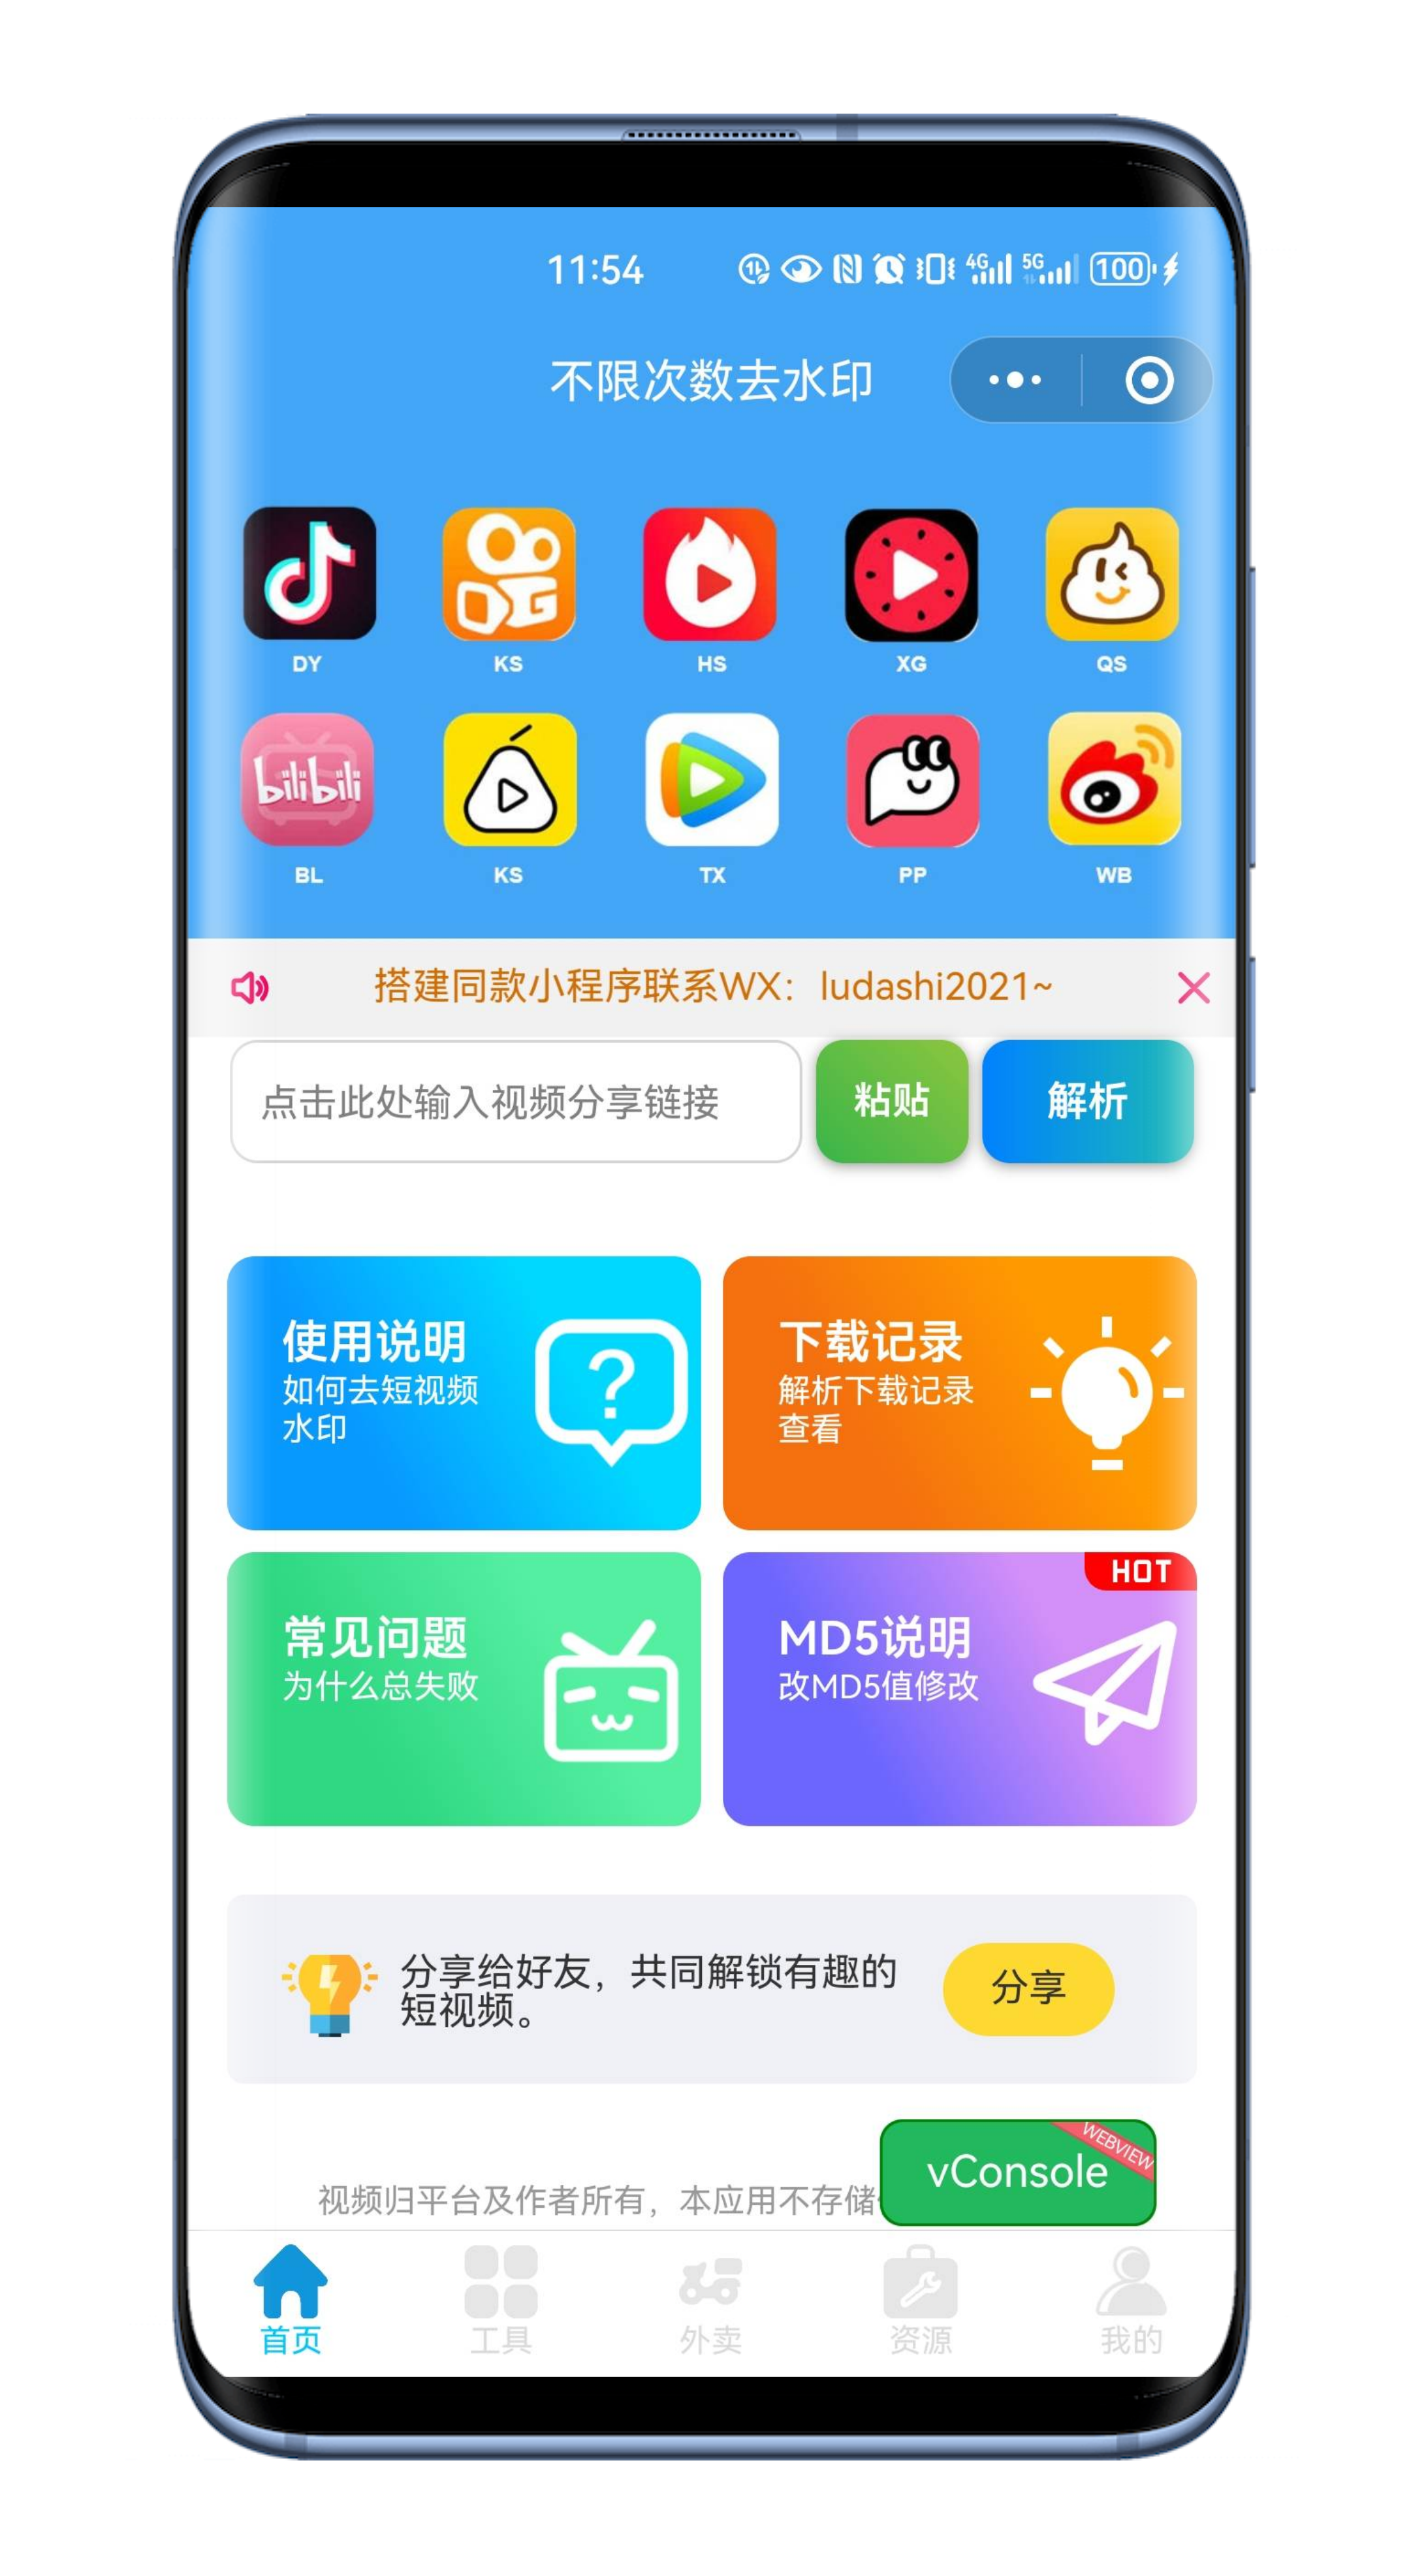 11:54
4G
5G
100
不限次数去水印
DY
KS
HS
XG
QS
bilibili
BL
KS
TX
PP
WB
搭建同款小程序联系WX：ludashi2021~
点击此处输入视频分享链接
粘贴
解析
使用说明
如何去短视频
水印
下载记录
解析下载记录
查看
常见问题
为什么总失败
HOT
MD5说明
改MD5值修改
分享给好友，共同解锁有趣的
短视频。
分享
WEBVIEW
vConsole
视频归平台及作者所有，本应用不存储
首页
工具
外卖
资源
我的